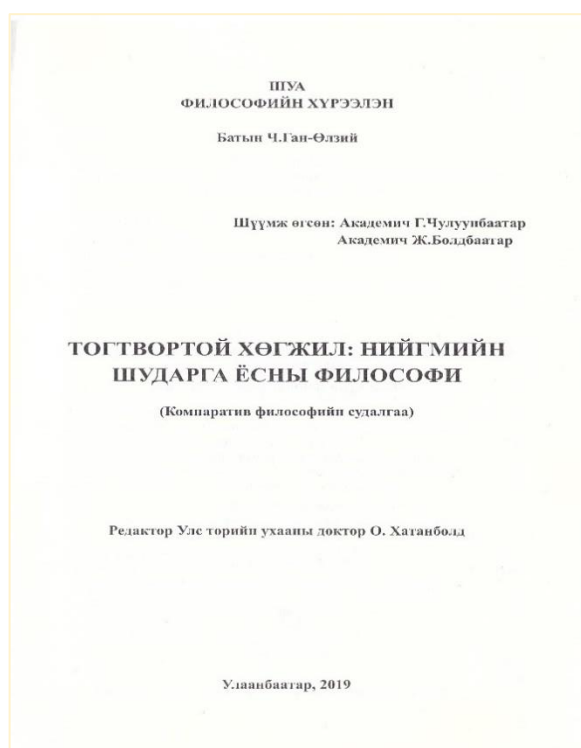 ШУА
ФИЛОСОФИЙН ХҮРЭЭЛЭН
Батын Ч.Ган-Өлзий
Шүүмж өгсөн: Академич Г.Чулуунбаатар
Академич Ж.Болдбаатар
ТОГТВОРТОЙ ХӨГЖИЛ: НИЙГМИЙН
ШУДАРГА ЁСНЫ ФИЛОСОФИ
(Компаратив философийн судалгаа)
Редактор Улс төрийн ухааны доктор О. Хатанболд
Улаанбаатар, 2019